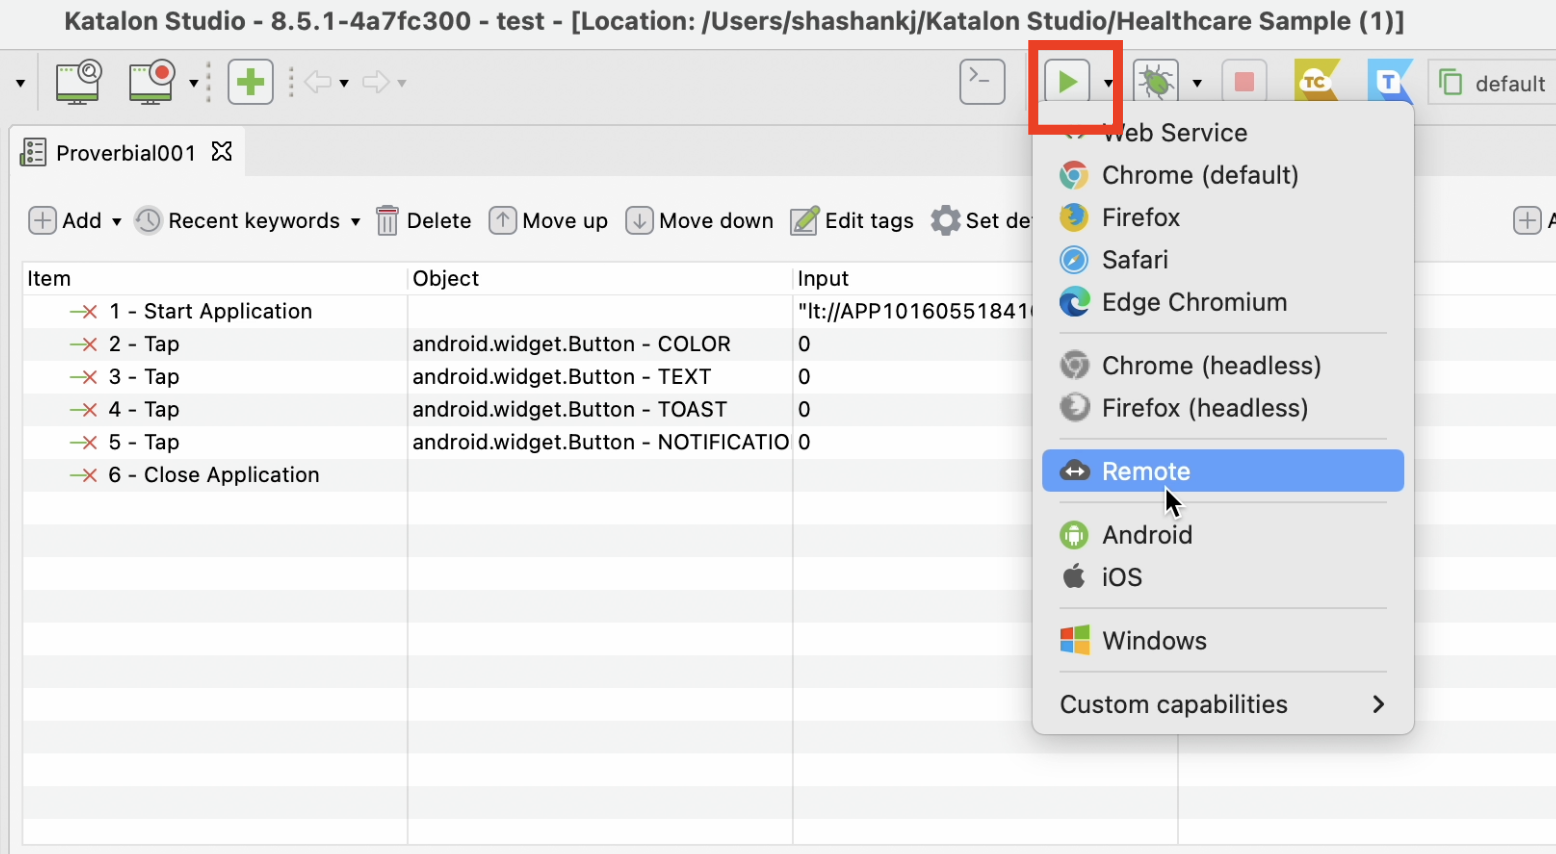 Katalon Studio - 8.5.1-4a7fc300 - test - [Location: /Users/shashankj/Katalon Studio/Healthcare Sample (1)]
>_
TC
T
default
Proverbial001
Add
Recent keywords
Delete
Move up
Move down
Edit tags
Set de
A
Item Object Input
1 - Start Application "lt://APP1016055184
2 - Tap android.widget.Button - COLOR 0
3 - Tap android.widget.Button - TEXT 0
4 - Tap android.widget.Button - TOAST 0
5 - Tap android.widget.Button - NOTIFICATIO 0
6 - Close Application
Web Service
Chrome (default)
Firefox
Safari
Edge Chromium
Chrome (headless)
Firefox (headless)
Remote
Android
iOS
Windows
Custom capabilities